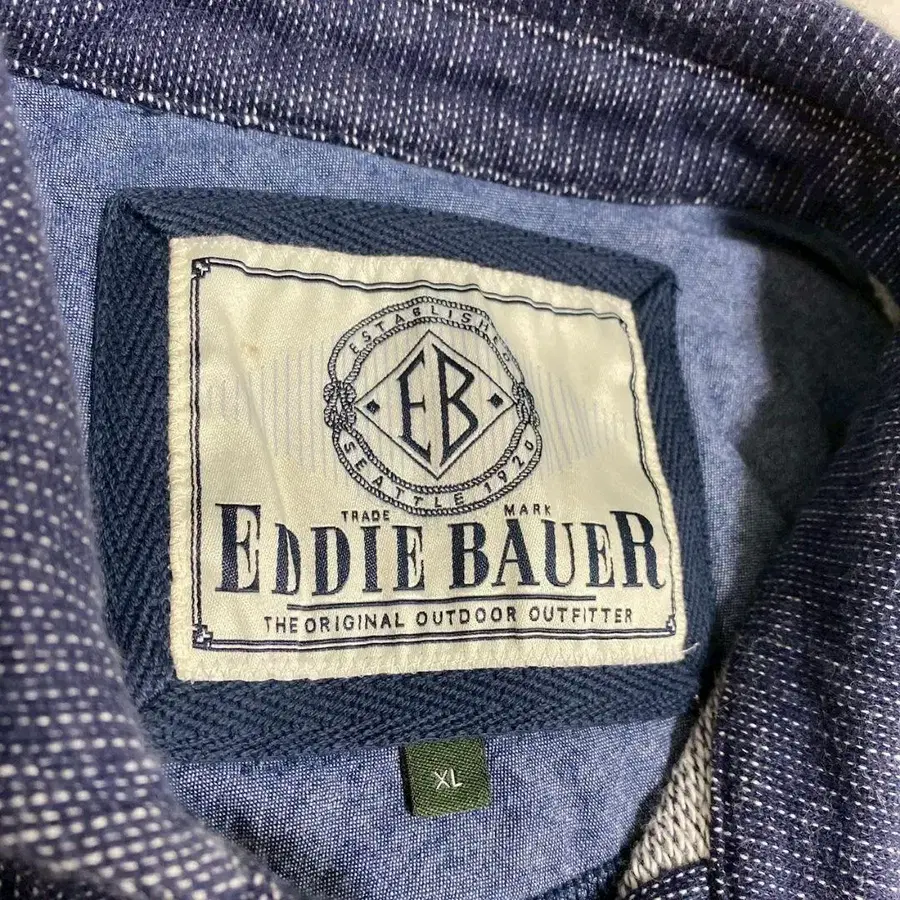 ESTABLISHED
EB
SEATTLE 1920
TRADE MARK
EDDIE BAUER
THE ORIGINAL OUTDOOR OUTFITTER
XL